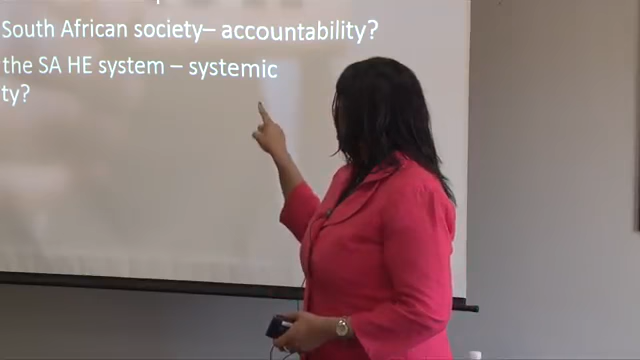 South African society– accountability?
the SA HE system – systemic
ty?